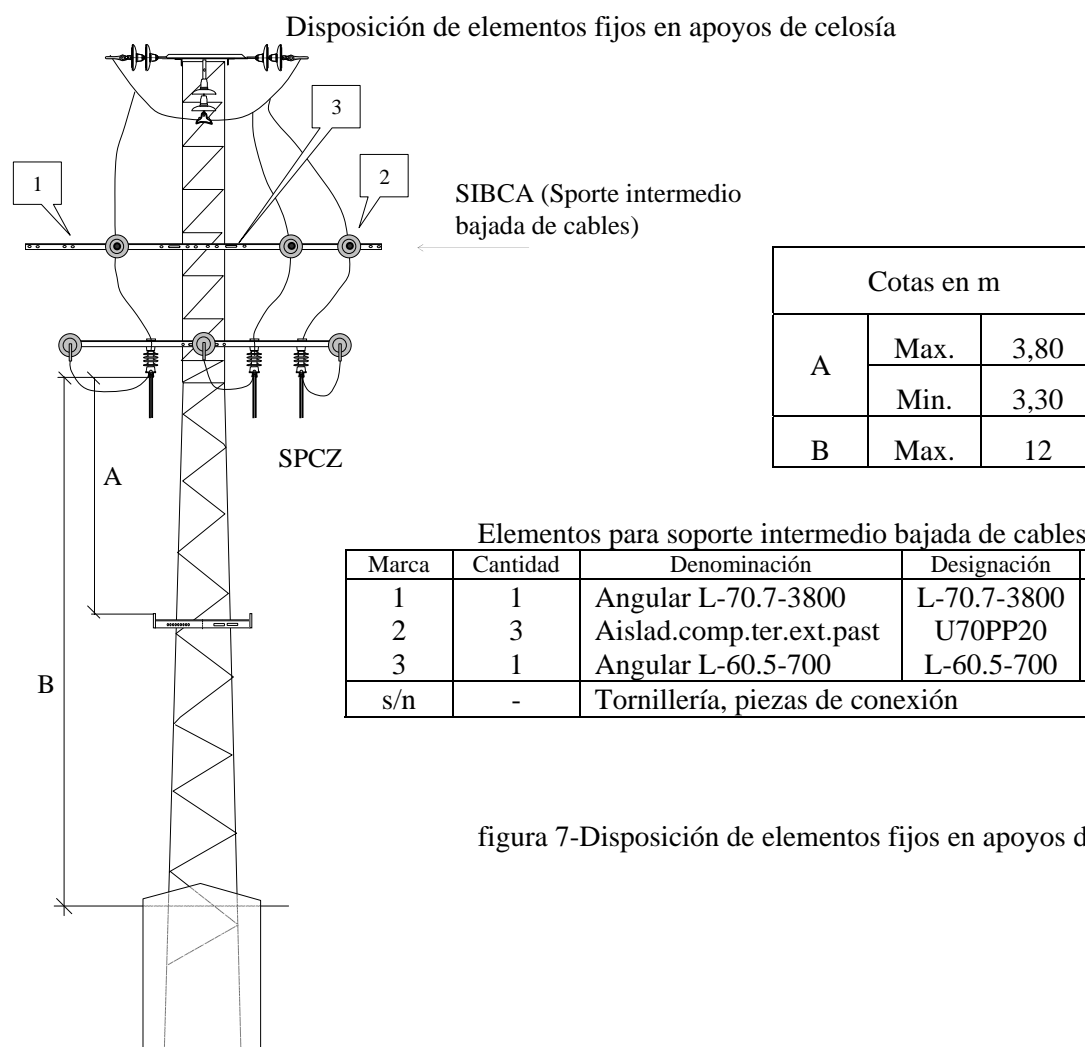 Disposición de elementos fijos en apoyos de celosía
3
1
2
SIBCA (Sporte intermedio
bajada de cables)
Cotas en m
A Max. 3,80
Min. 3,30
B Max. 12
SPCZ
A
B
Elementos para soporte intermedio bajada de cables
Marca Cantidad Denominación Designación
1 1 Angular L-70.7-3800 L-70.7-3800
2 3 Aislad.comp.ter.ext.past U70PP20
3 1 Angular L-60.5-700 L-60.5-700
s/n - Tornillería, piezas de conexión
figura 7-Disposición de elementos fijos en apoyos d